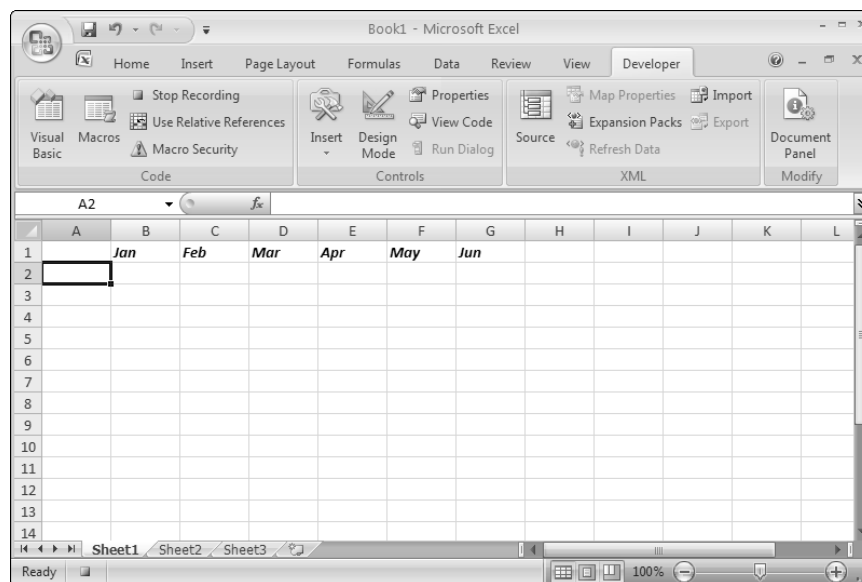 Book1 - Microsoft Excel
Home Insert Page Layout Formulas Data Review View Developer
Visual Basic
Macros
Stop Recording
Use Relative References
Macro Security
Code
Insert
Design Mode
Properties
View Code
Run Dialog
Controls
Source
Map Properties
Expansion Packs
Refresh Data
Import
Export
XML
Document Panel
Modify
A2 fx
A B C D E F G H I J K L
1 Jan Feb Mar Apr May Jun
2
3
4
5
6
7
8
9
10
11
12
13
14
Sheet1 Sheet2 Sheet3
Ready 100%